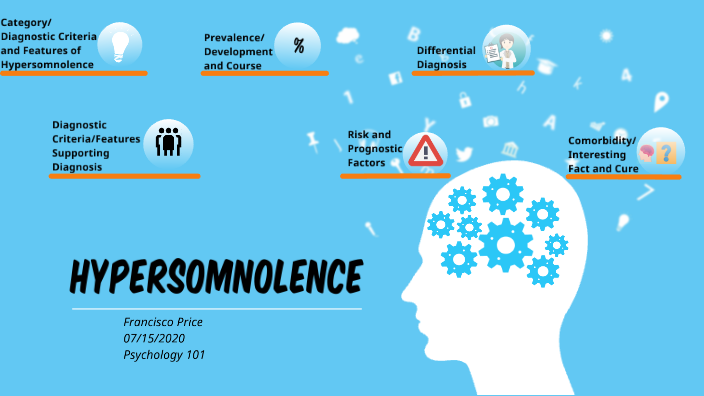 Category/
Diagnostic Criteria
and Features of
Hypersomnolence
Prevalence/
Development
and Course
%
Differential
Diagnosis
Diagnostic
Criteria/Features
Supporting
Diagnosis
Risk and
Prognostic
Factors
Comorbidity/
Interesting
Fact and Cure
HYPERSOMNOLENCE
Francisco Price
07/15/2020
Psychology 101